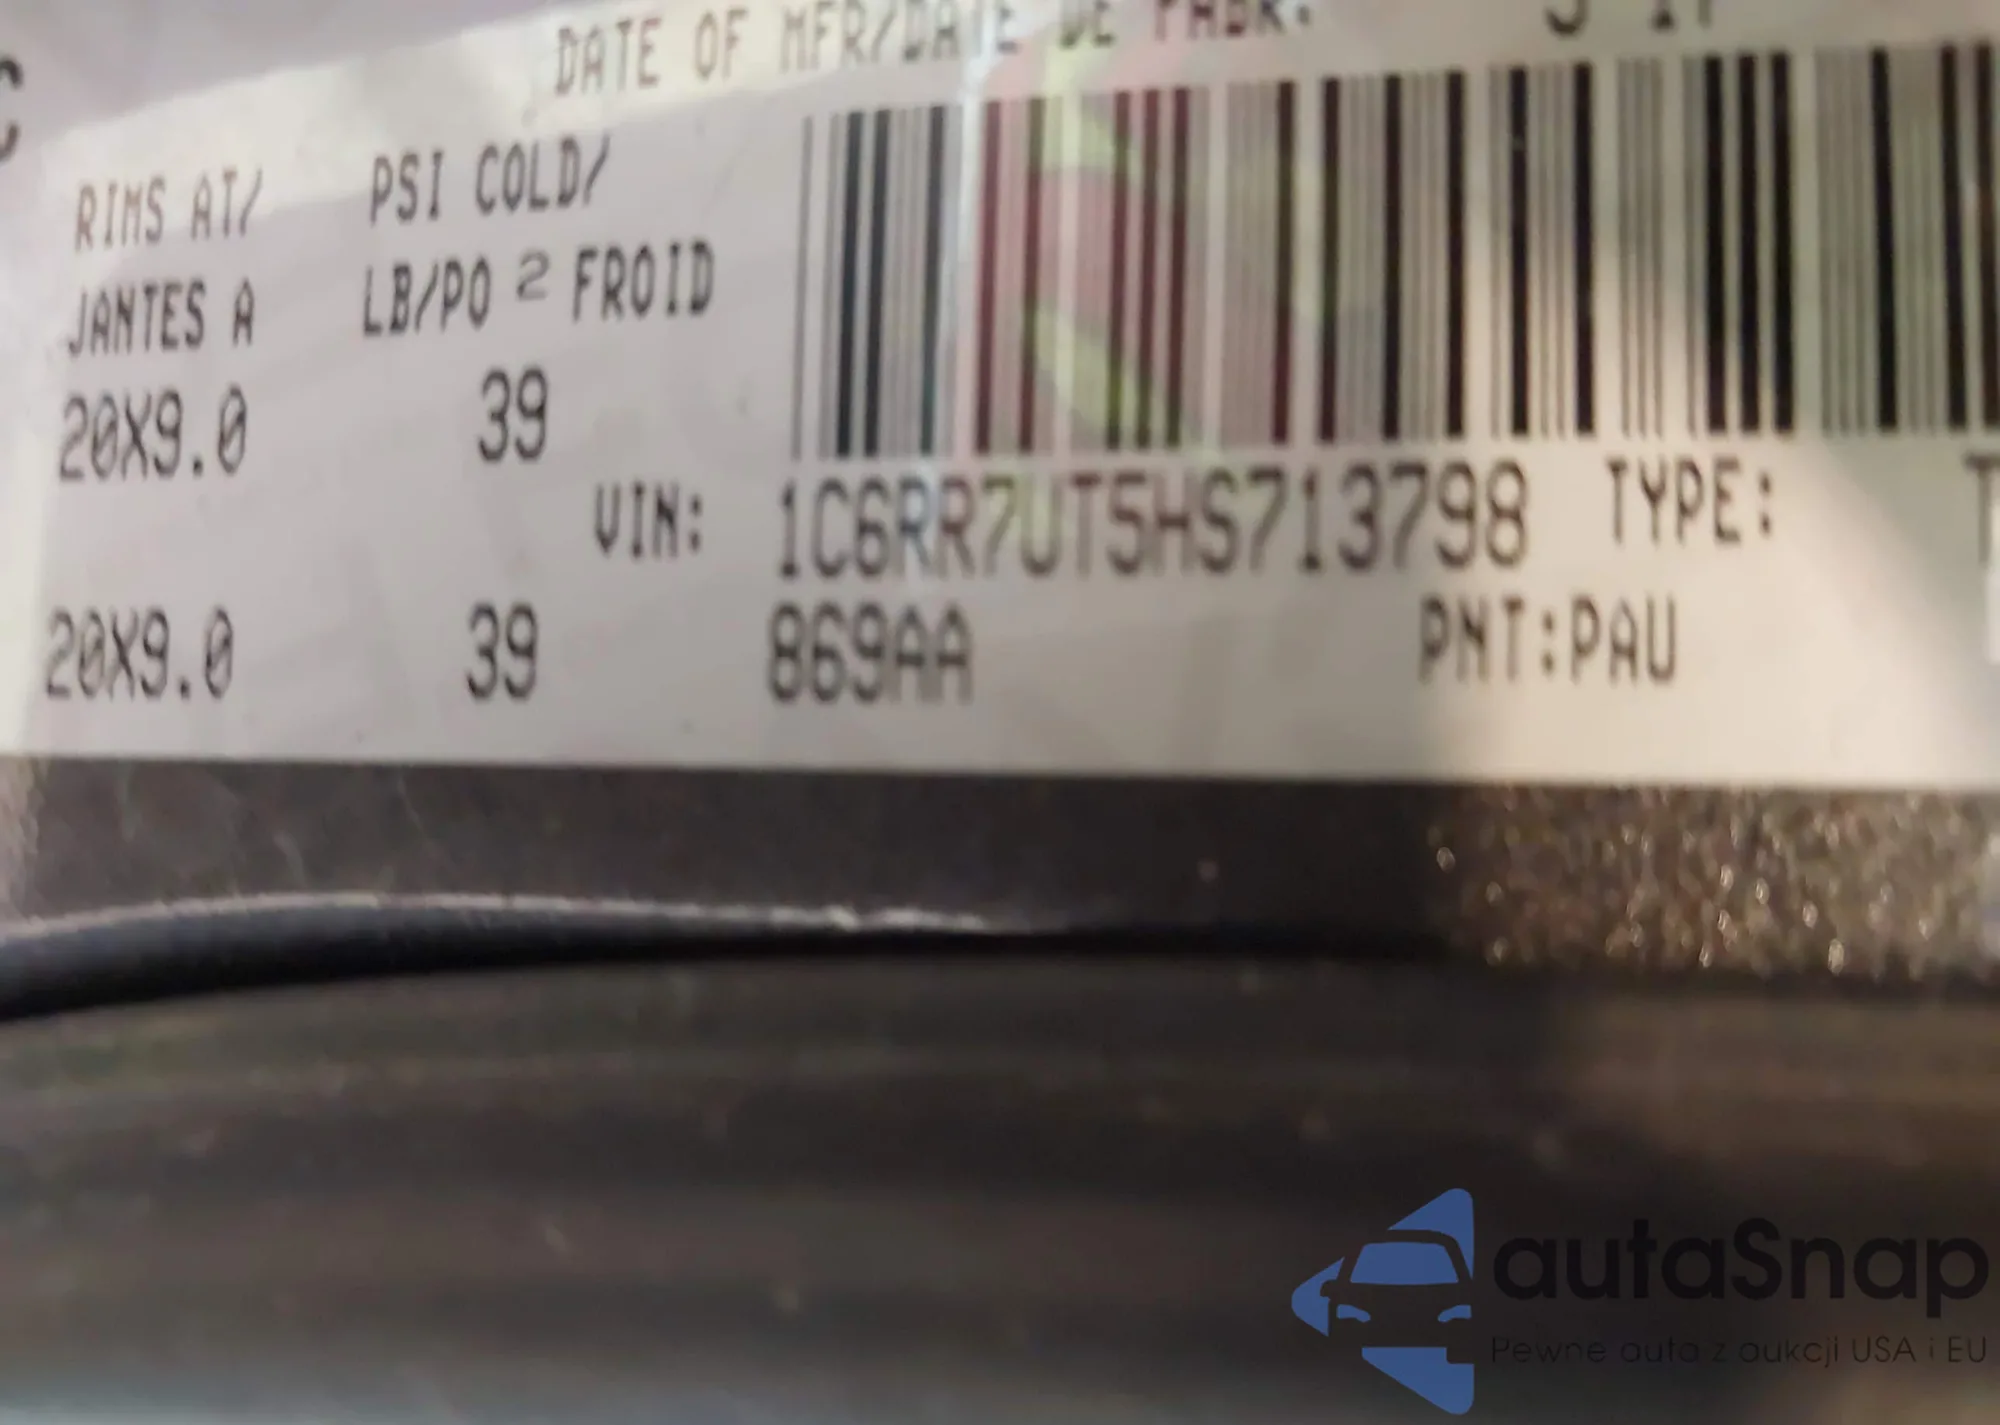 DATE OF MFR/DATE DE FABR.
RIMS AT/ PSI COLD/
JANTES A LB/PO 2 FROID
20X9.0 39
VIN: 1C6RR7UT5HS713798 TYPE: T
20X9.0 39 869AA PNT:PAU
autaSnap
Pewne auta z aukcji USA i EU